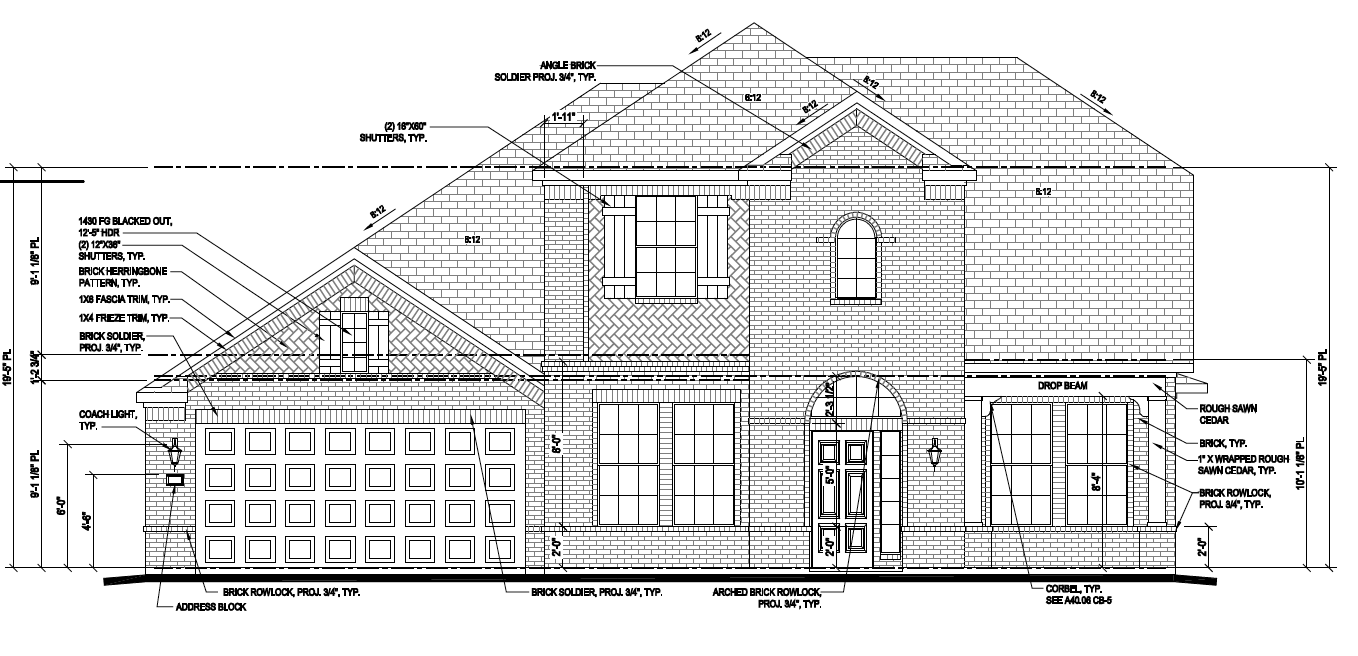 8:12
ANGLE BRICK
SOLDIER PROJ. 3/4", TYP.
8:12
8:12
8:12
8:12
8:12
1'-11"
(2) 16"X60"
SHUTTERS, TYP.
8:12
8:12
8:12
1430 FG BLACKED OUT,
12'-5" HDR
(2) 12"X36"
SHUTTERS, TYP.
BRICK HERRINGBONE
PATTERN, TYP.
1X6 FASCIA TRIM, TYP.
1X4 FRIEZE TRIM, TYP.
BRICK SOLDIER,
PROJ. 3/4", TYP.
9'-1 1/8" PL
19'-5" PL
1'-2 3/4"
9'-1 1/8" PL
COACH LIGHT,
TYP.
6'-0"
4'-6"
2'-3 1/2"
6'-0"
2'-0"
5'-0"
2'-0"
DROP BEAM
8'-4"
ROUGH SAWN
CEDAR
BRICK, TYP.
1" X WRAPPED ROUGH
SAWN CEDAR, TYP.
BRICK ROWLOCK,
PROJ. 3/4", TYP.
19'-5" PL
10'-1 1/8" PL
2'-0"
BRICK ROWLOCK, PROJ. 3/4", TYP.
ADDRESS BLOCK
BRICK SOLDIER, PROJ. 3/4", TYP.
ARCHED BRICK ROWLOCK,
PROJ. 3/4", TYP.
CORBEL, TYP.
SEE A40.06 CB-5